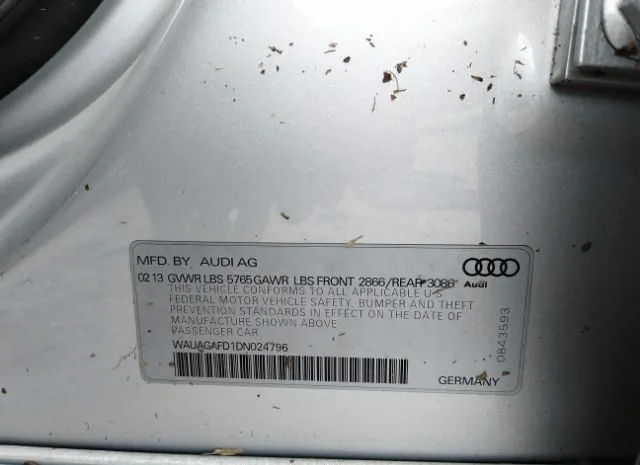 MFD. BY AUDI AG
02 13 GVWR LBS 5765 GAWR LBS FRONT 2866/REAR 3086
Audi
THIS VEHICLE CONFORMS TO ALL APPLICABLE U S
FEDERAL MOTOR VEHICLE SAFETY, BUMPER AND THEFT
PREVENTION STANDARDS IN EFFECT ON THE DATE OF
MANUFACTURE SHOWN ABOVE
PASSENGER CAR
WAUAGAFD1DN024796
GERMANY
0843593